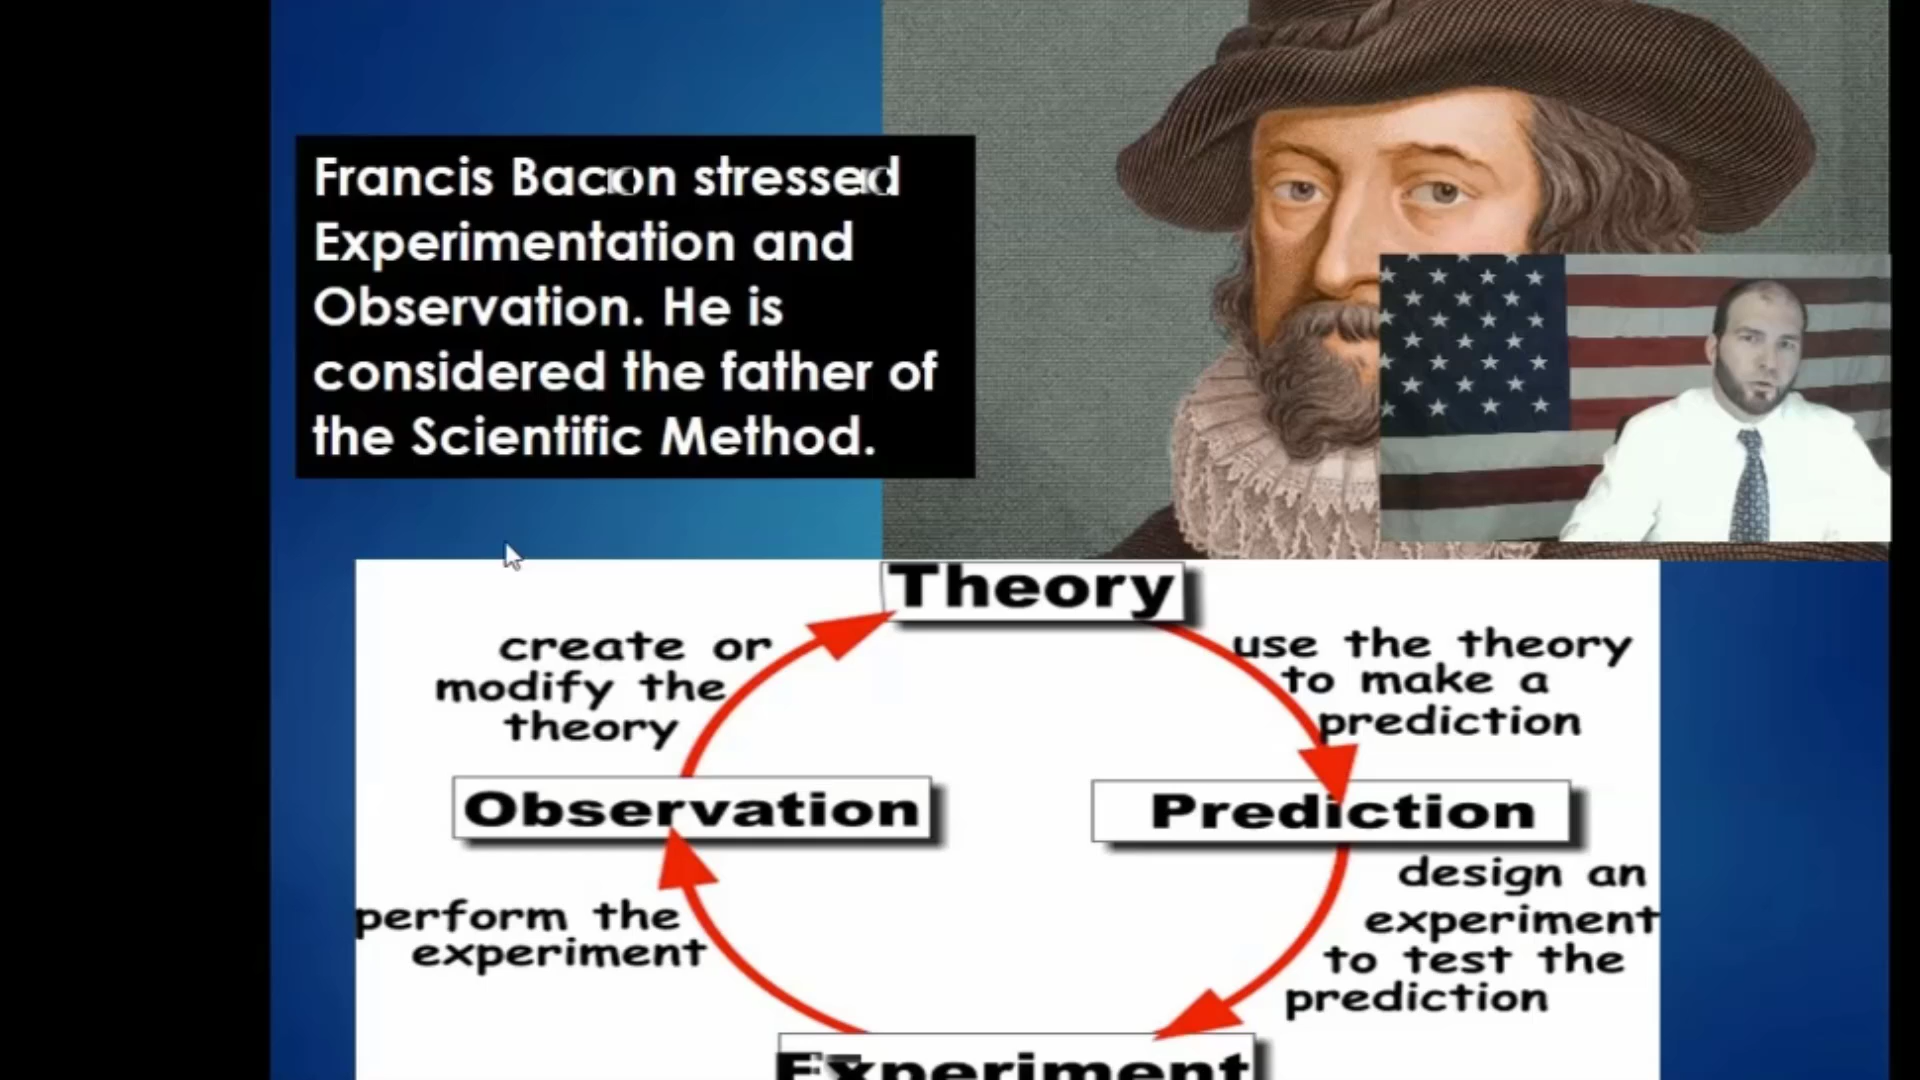 Francis Bacon stressed
Experimentation and
Observation. He is
considered the father of
the Scientific Method.
Theory
create or
modify the
theory
use the theory
to make a
prediction
Observation
Prediction
perform the
experiment
design an
experiment
to test the
prediction
Experiment